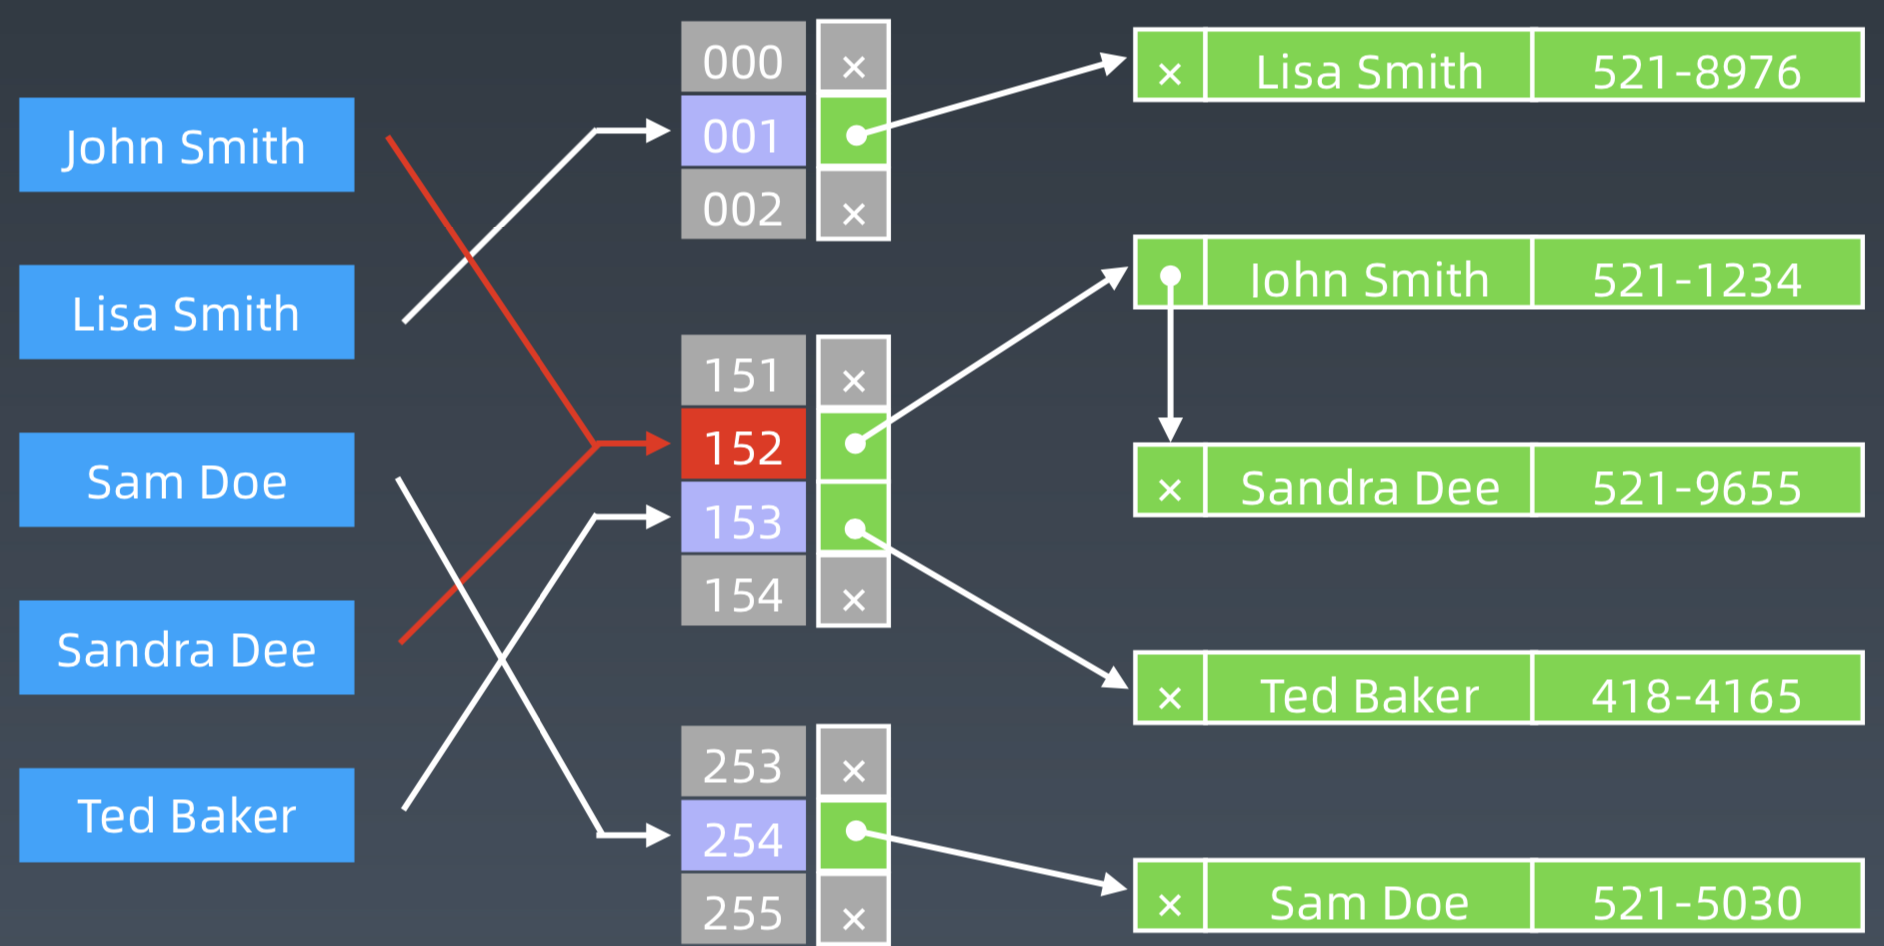 John Smith
Lisa Smith
Sam Doe
Sandra Dee
Ted Baker
000 ×
001
002 ×
151 ×
152
153
154 ×
253 ×
254
255 ×
× Lisa Smith 521-8976
Iohn Smith 521-1234
× Sandra Dee 521-9655
× Ted Baker 418-4165
× Sam Doe 521-5030